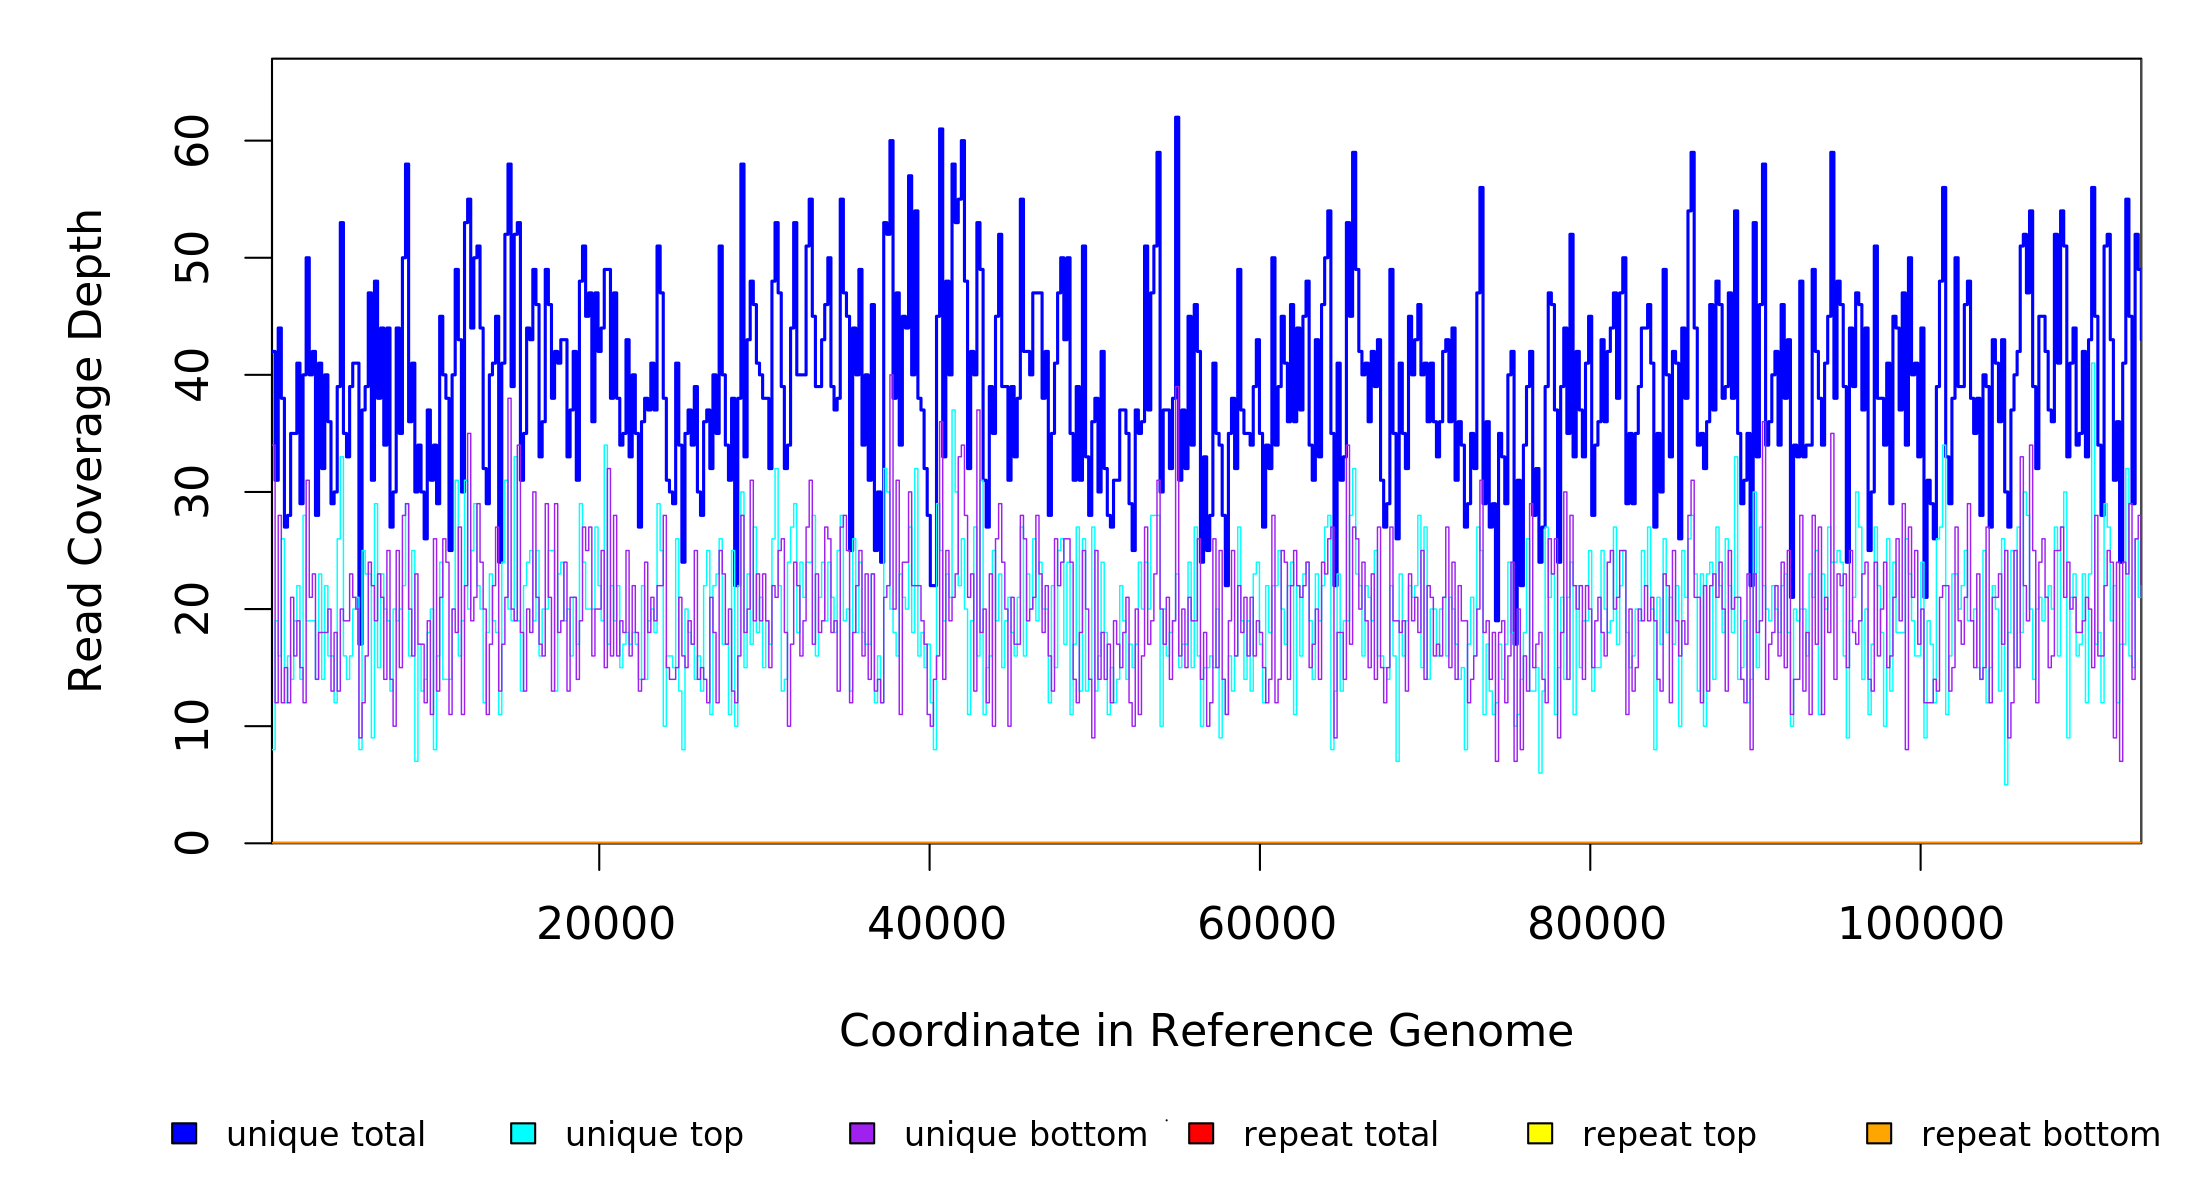 Read Coverage Depth
60
50
40
30
20
10
0
20000 40000 60000 80000 100000
Coordinate in Reference Genome
unique total unique top unique bottom repeat total repeat top repeat bottom